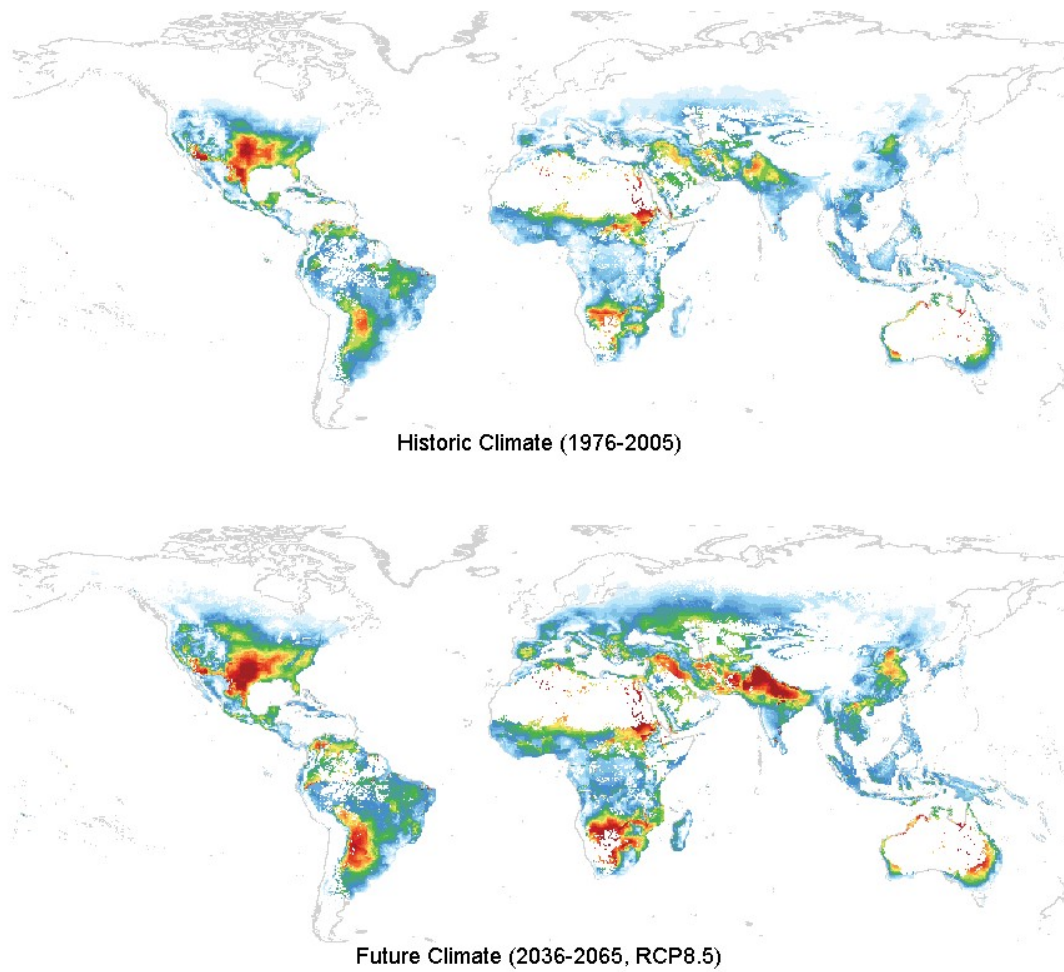 Historic Climate (1976-2005)
Future Climate (2036-2065, RCP8.5)